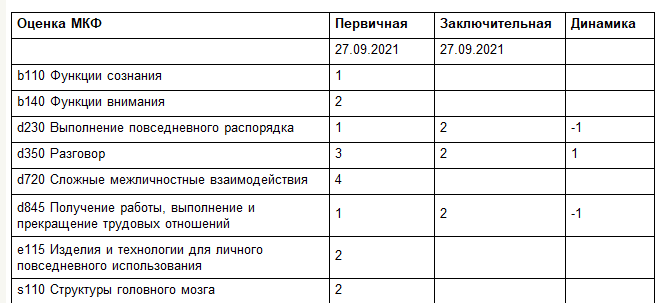 Оценка МКФ Первичная Заключительная Динамика
27.09.2021 27.09.2021
b110 Функции сознания 1
b140 Функции внимания 2
d230 Выполнение повседневного распорядка 1 2 -1
d350 Разговор 3 2 1
d720 Сложные межличностные взаимодействия 4
d845 Получение работы, выполнение и
прекращение трудовых отношений 1 2 -1
e115 Изделия и технологии для личного
повседневного использования 2
s110 Структуры головного мозга 2